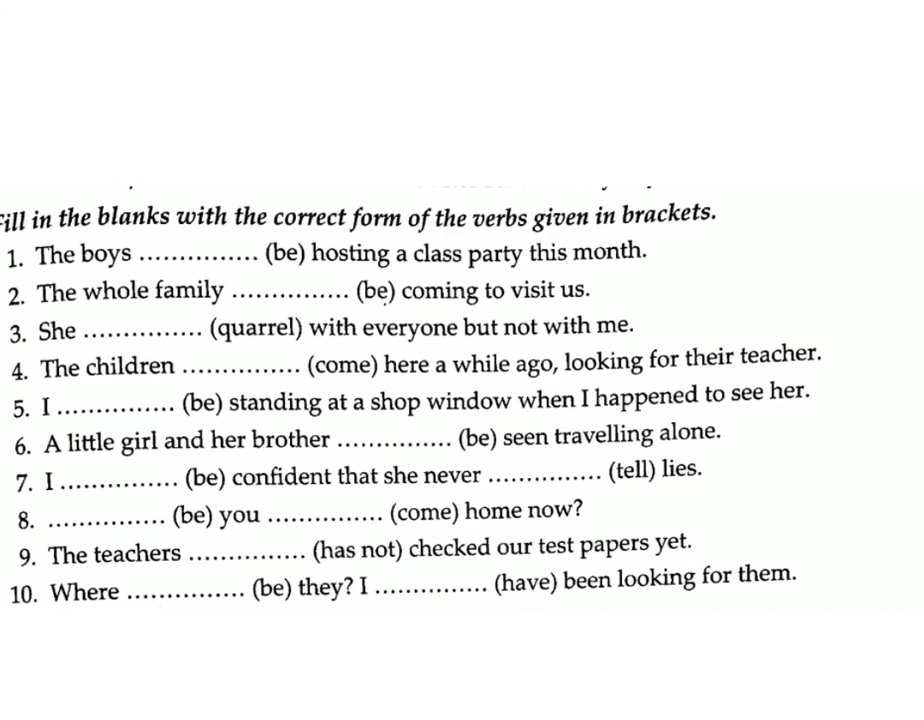 Fill in the blanks with the correct form of the verbs given in brackets.
1. The boys ............... (be) hosting a class party this month.
2. The whole family ............... (be) coming to visit us.
3. She ............... (quarrel) with everyone but not with me.
4. The children ............... (come) here a while ago, looking for their teacher.
5. I ............... (be) standing at a shop window when I happened to see her.
6. A little girl and her brother ............... (be) seen travelling alone.
7. I ............... (be) confident that she never ............... (tell) lies.
8. ............... (be) you ............... (come) home now?
9. The teachers ............... (has not) checked our test papers yet.
10. Where ............... (be) they? I ............... (have) been looking for them.